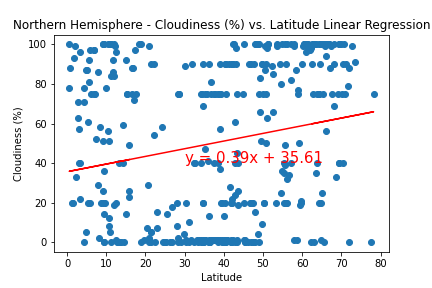 Northern Hemisphere - Cloudiness (%) vs. Latitude Linear Regression
100
80
60
40
20
0
Cloudiness (%)
y = 0.39x + 35.61
0 10 20 30 40 50 60 70 80
Latitude